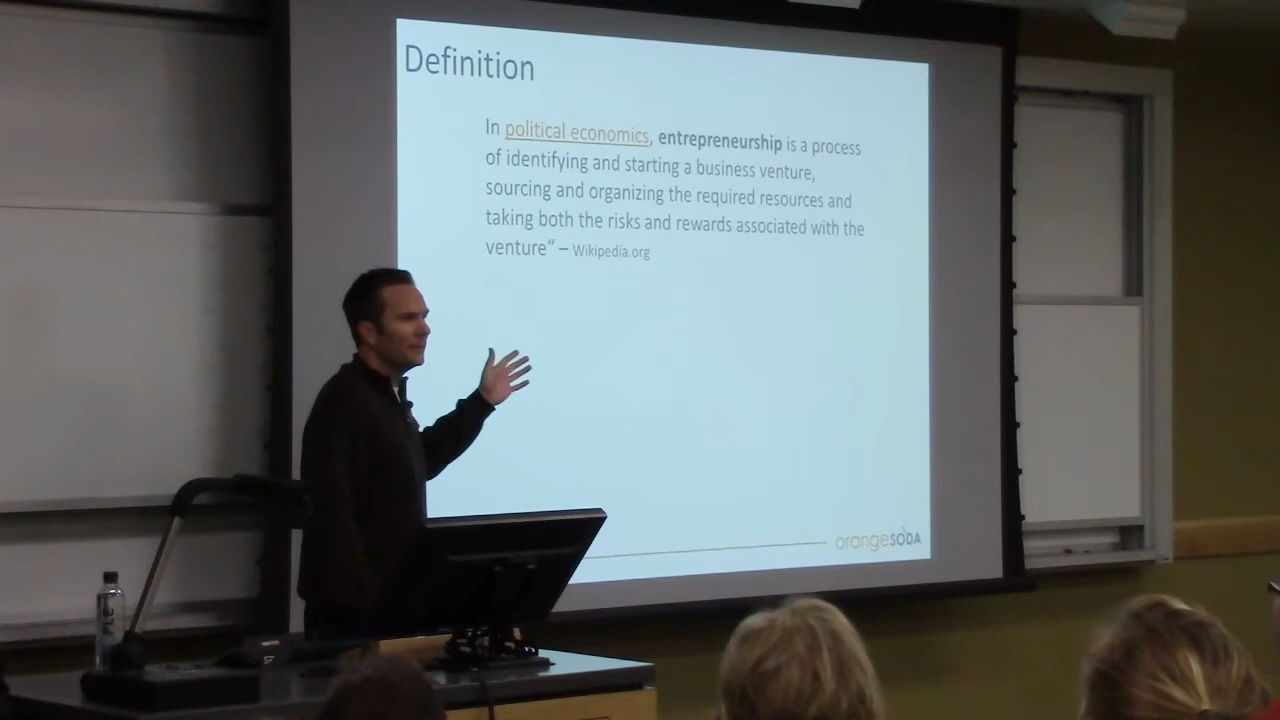 Definition
In political economics, entrepreneurship is a process
of identifying and starting a business venture,
sourcing and organizing the required resources and
taking both the risks and rewards associated with the
venture“ – Wikipedia.org
orangeSODA